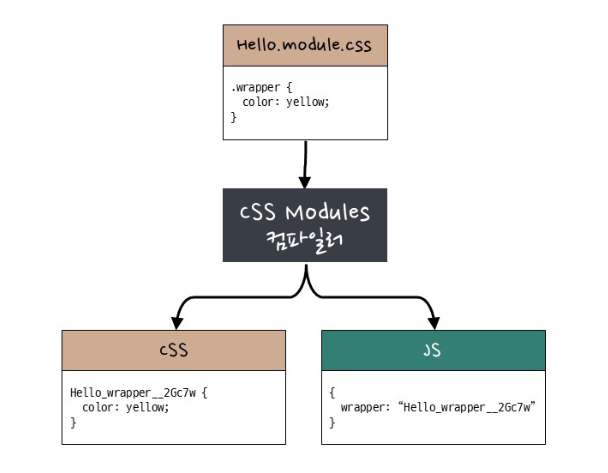 Hello.module.css
.wrapper {
color: yellow;
}
CSS Modules
컴파일러
CSS
Hello_wrapper__2Gc7w {
color: yellow;
}
JS
{
wrapper: “Hello_wrapper__2Gc7w”
}